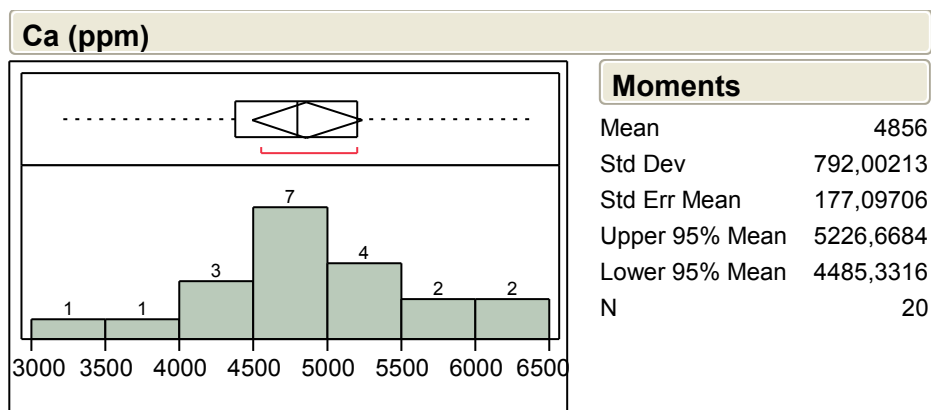 Ca (ppm)
Moments
Mean 4856
Std Dev 792,00213
Std Err Mean 177,09706
Upper 95% Mean 5226,6684
Lower 95% Mean 4485,3316
N 20
1 1 3 7 4 2 2
3000 3500 4000 4500 5000 5500 6000 6500